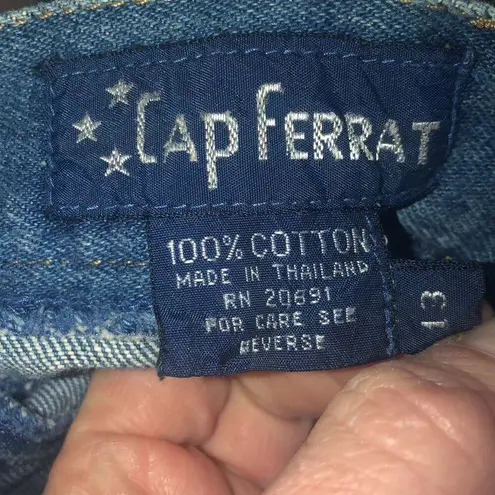 CAP FERRAT
100% COTTON
MADE IN THAILAND
RN 20691
FOR CARE SEE
REVERSE
13